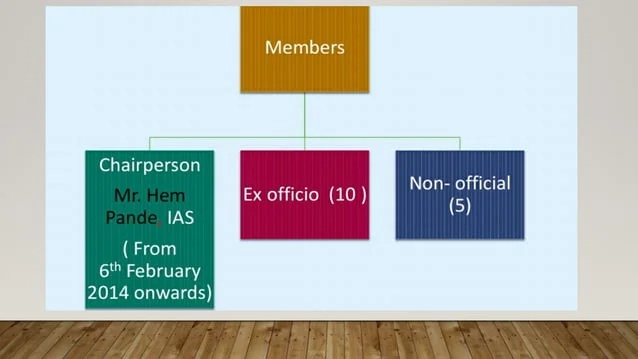 Members
Chairperson
Mr. Hem
Pande, IAS
( From
6th February
2014 onwards)
Ex officio (10 )
Non- official
(5)